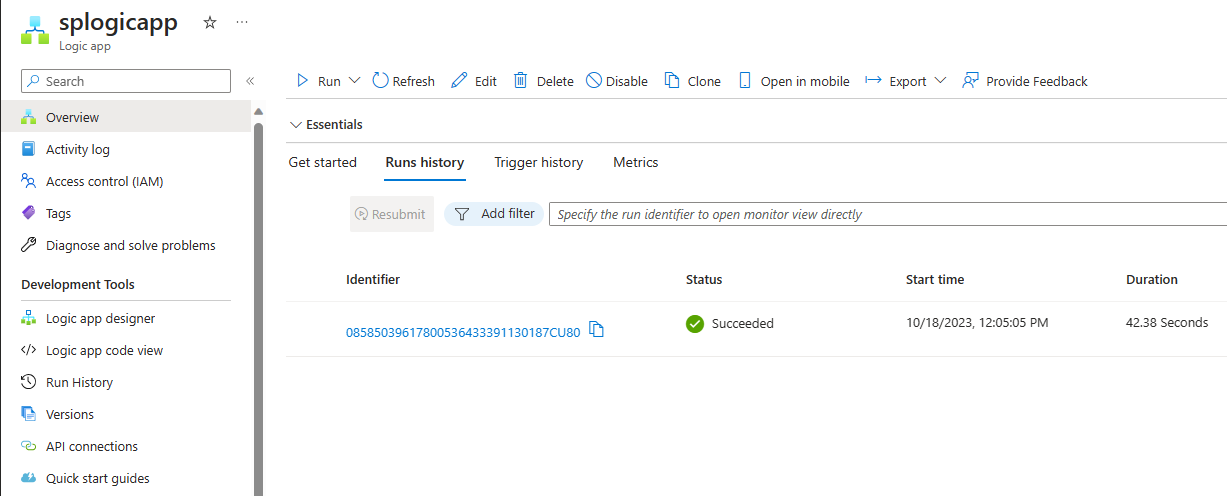 splogicapp
Logic app
Search
Overview
Activity log
Access control (IAM)
Tags
Diagnose and solve problems
Development Tools
Logic app designer
Logic app code view
Run History
Versions
API connections
Quick start guides
Run Refresh Edit Delete Disable Clone Open in mobile Export Provide Feedback
Essentials
Get started Runs history Trigger history Metrics
Resubmit Add filter Specify the run identifier to open monitor view directly
Identifier Status Start time Duration
08585039617800536433391130187CU80 Succeeded 10/18/2023, 12:05:05 PM 42.38 Seconds